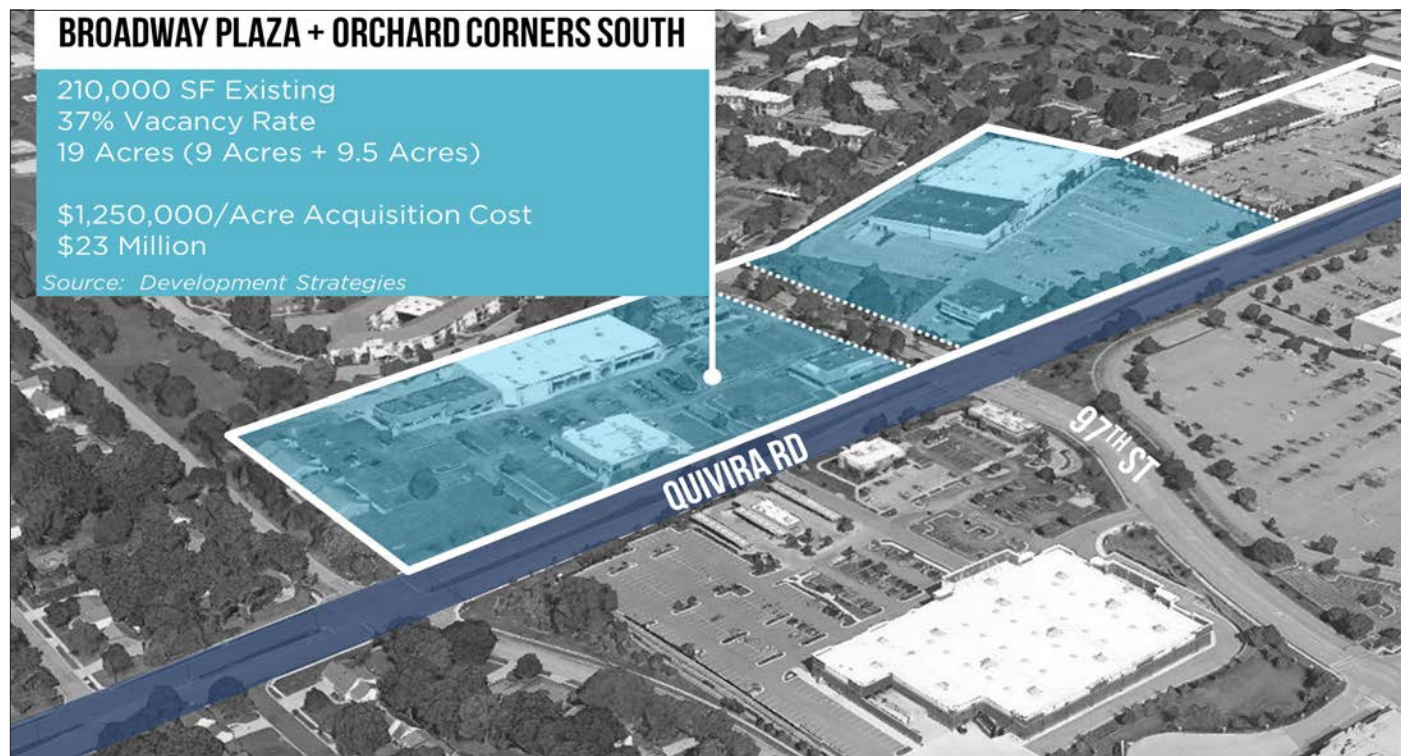 BROADWAY PLAZA + ORCHARD CORNERS SOUTH
210,000 SF Existing
37% Vacancy Rate
19 Acres (9 Acres + 9.5 Acres)
$1,250,000/Acre Acquisition Cost
$23 Million
Source: Development Strategies
QUIVIRA RD
97TH ST